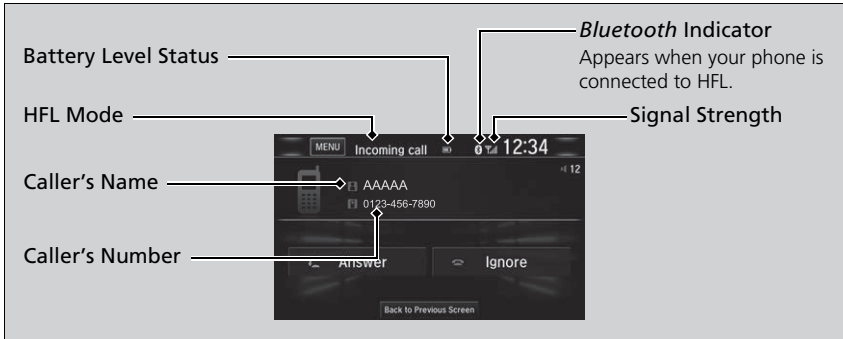 Bluetooth Indicator
Appears when your phone is
connected to HFL.
Battery Level Status
HFL Mode
Signal Strength
MENU Incoming call 12:34
12
Caller's Name
AAAAA
0123-456-7890
Caller's Number
Answer Ignore
Back to Previous Screen